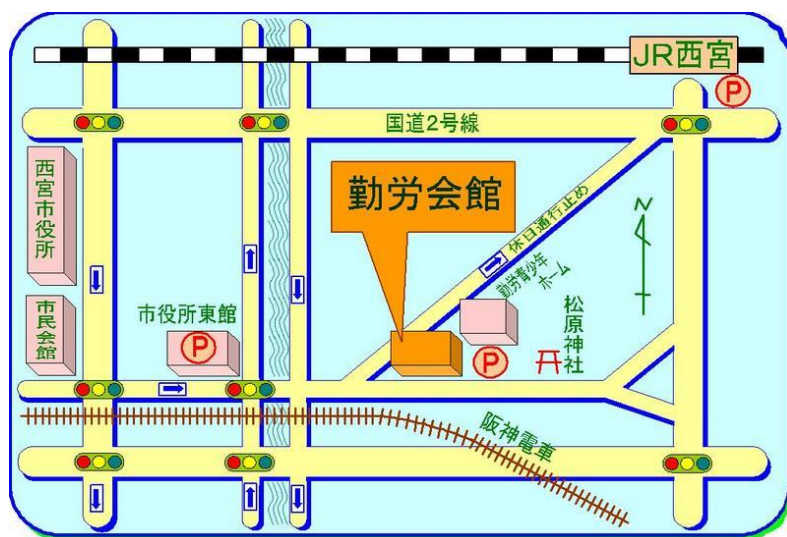 JR西宮
P
国道2号線
西宮市役所
勤労会館
休日通行止め
N
勤労青少年
ホーム
市民会館
市役所東館
P
P
松原神社
阪神電車